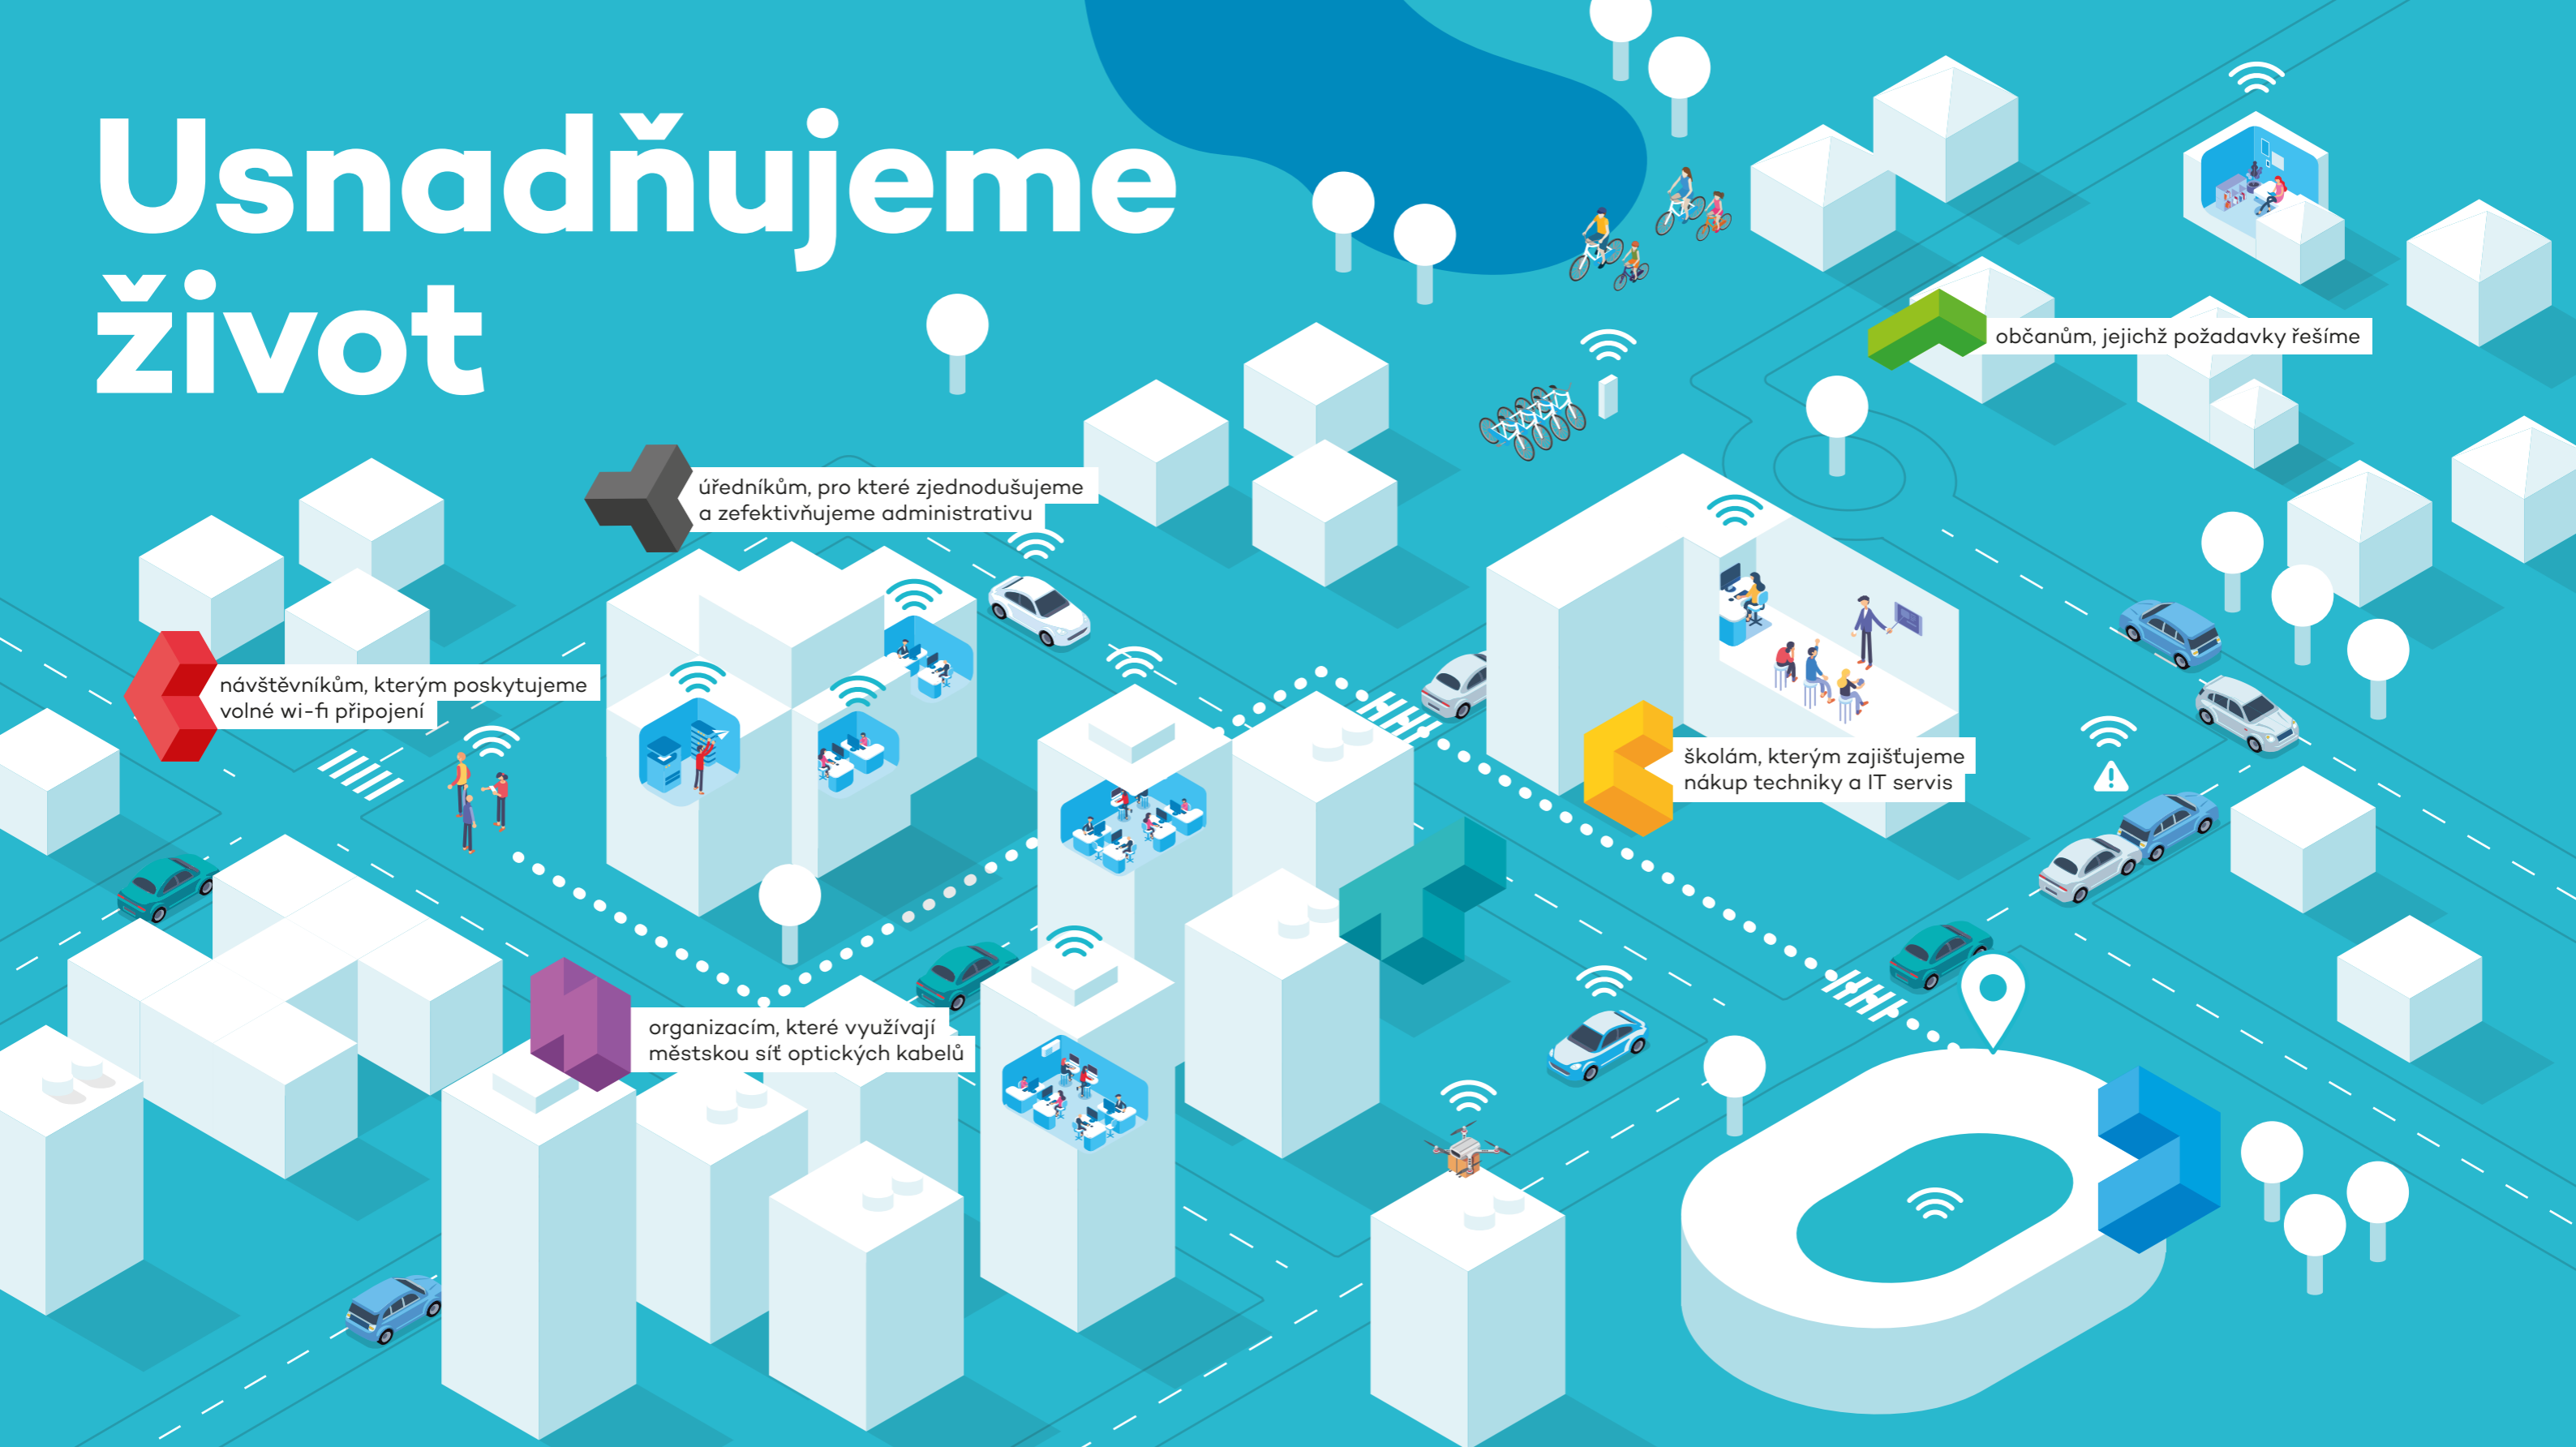 Usnadňujeme
život
občanům, jejichž požadavky řešíme
úředníkům, pro které zjednodušujeme
a zefektivňujeme administrativu
návštěvníkům, kterým poskytujeme
volné wi-fi připojení
školám, kterým zajišťujeme
nákup techniky a IT servis
organizacím, které využívají
městskou síť optických kabelů